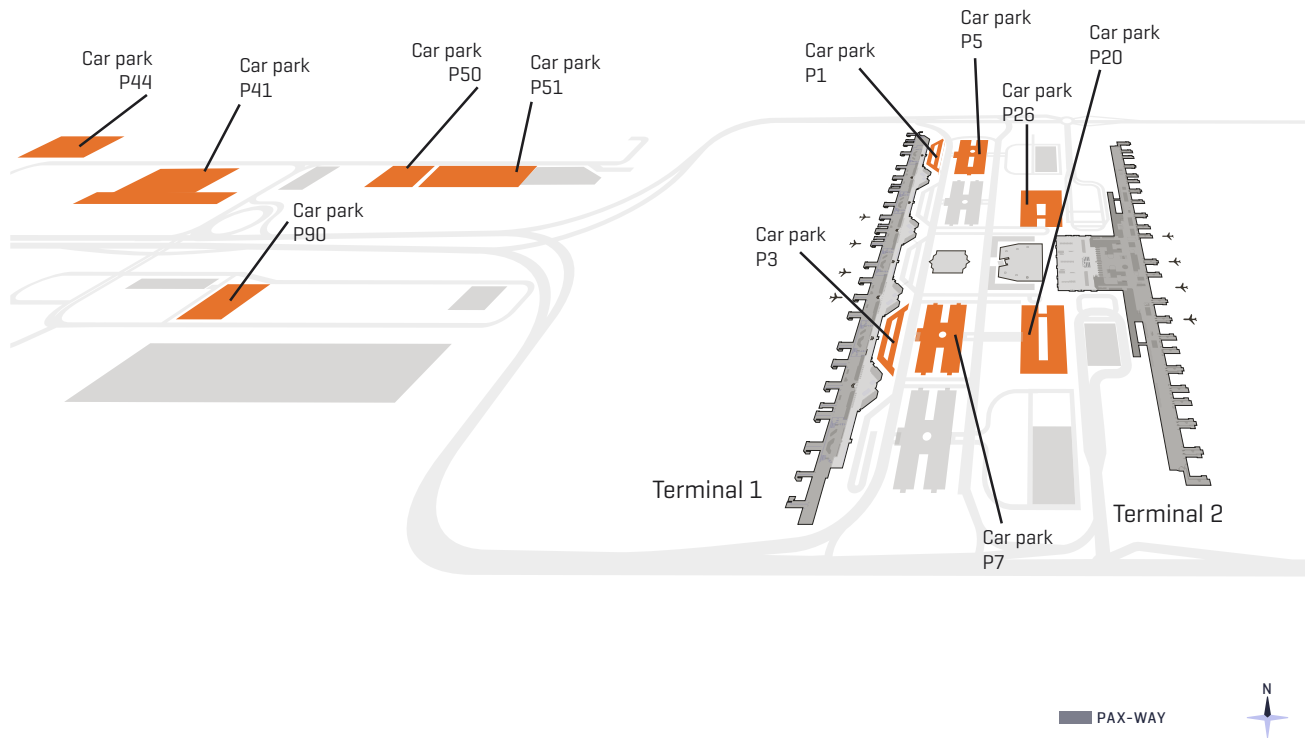 Car park
P44
Car park
P41
Car park
P50
Car park
P51
Car park
P1
Car park
P5
Car park
P20
Car park
P26
Car park
P90
Car park
P3
Terminal 1
Terminal 2
Car park
P7
N
PAX-WAY